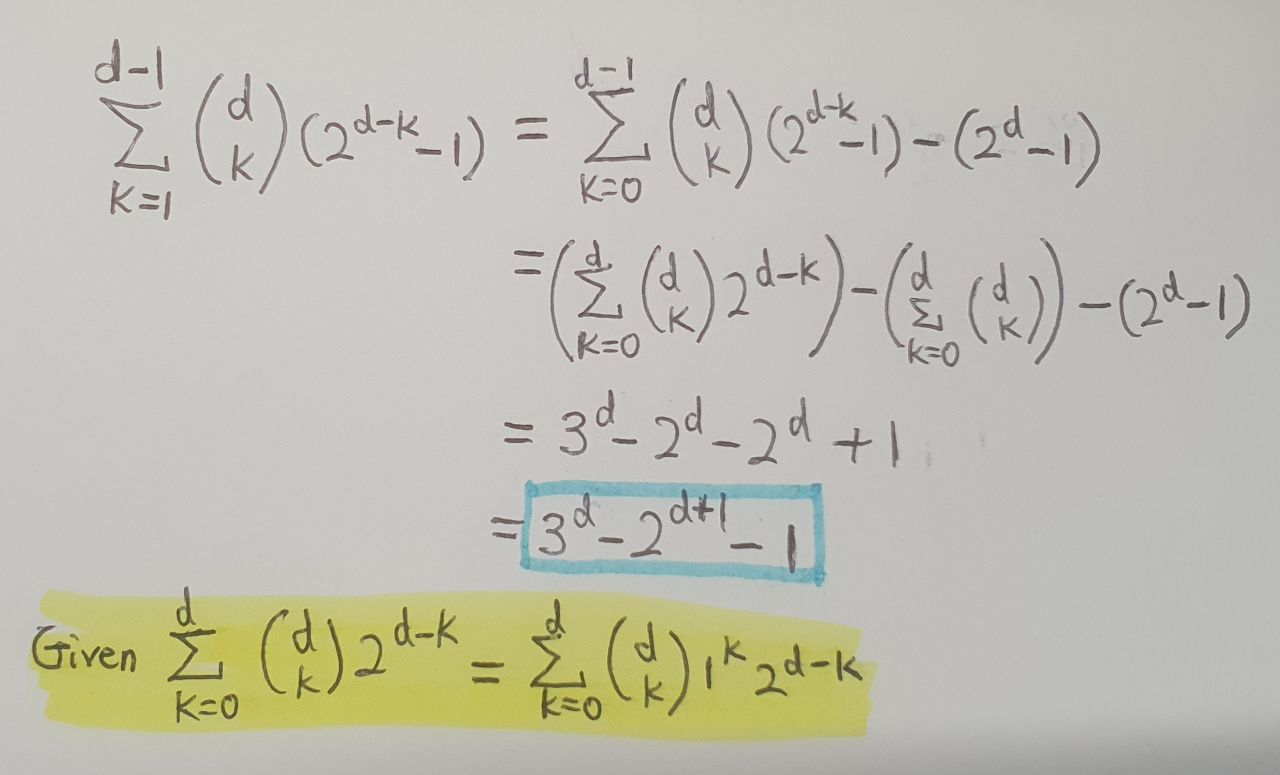 $\sum_{k=1}^{d-1} \binom{d}{k} (2^{d-k} - 1) = \sum_{k=0}^{d-1} \binom{d}{k} (2^{d-k} - 1) - (2^d - 1)$
$= \left( \sum_{k=0}^{d} \binom{d}{k} 2^{d-k} \right) - \left( \sum_{k=0}^{d} \binom{d}{k} \right) - (2^d - 1)$
$= 3^d - 2^d - 2^d + 1$
$= 3^d - 2^{d+1} - 1$
Given $\sum_{k=0}^{d} \binom{d}{k} 2^{d-k} = \sum_{k=0}^{d} \binom{d}{k} 1^k 2^{d-k}$